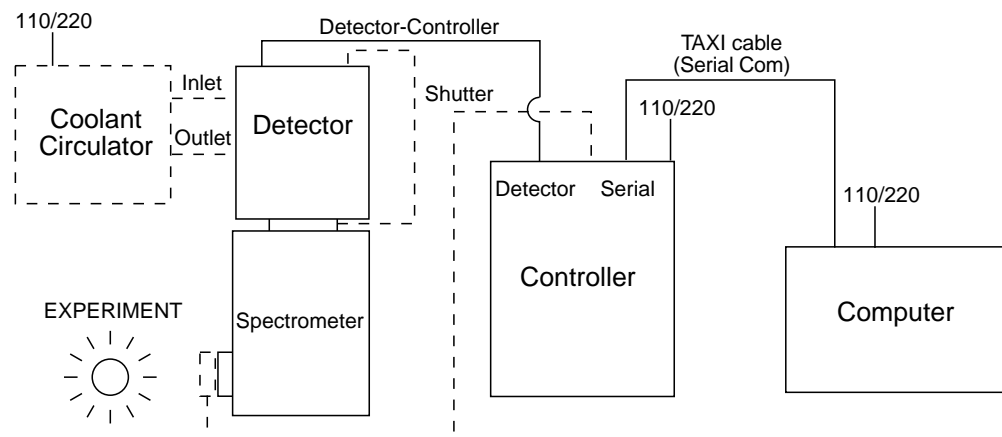 110/220
Detector-Controller
TAXI cable
(Serial Com)
Inlet
Shutter
110/220
Coolant
Circulator
Detector
Outlet
Detector
Serial
110/220
Controller
EXPERIMENT
Spectrometer
Computer